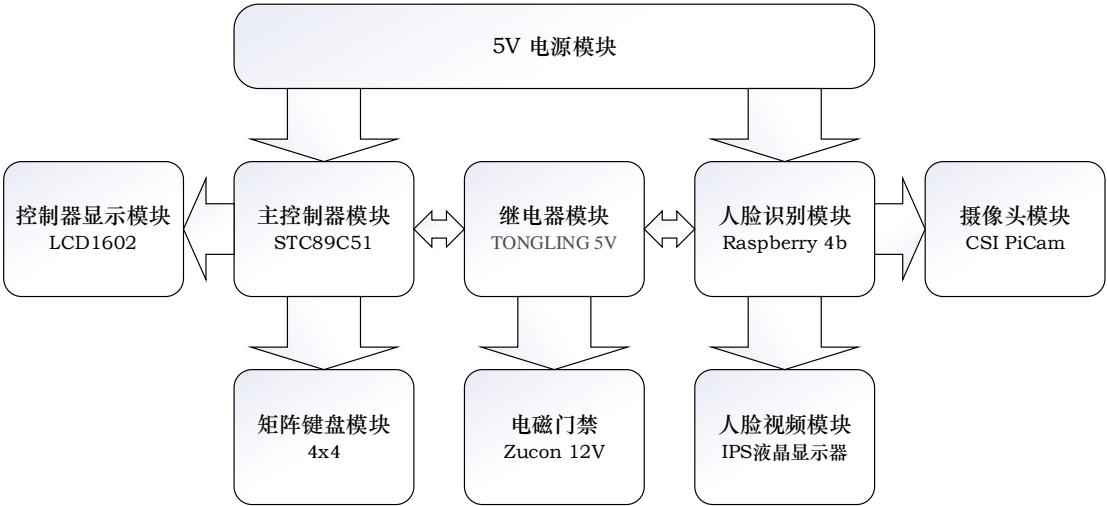 5V 电源模块
控制器显示模块
LCD1602
主控制器模块
STC89C51
继电器模块
TONGLING 5V
人脸识别模块
Raspberry 4b
摄像头模块
CSI PiCam
矩阵键盘模块
4x4
电磁门禁
Zucon 12V
人脸视频模块
IPS液晶显示器